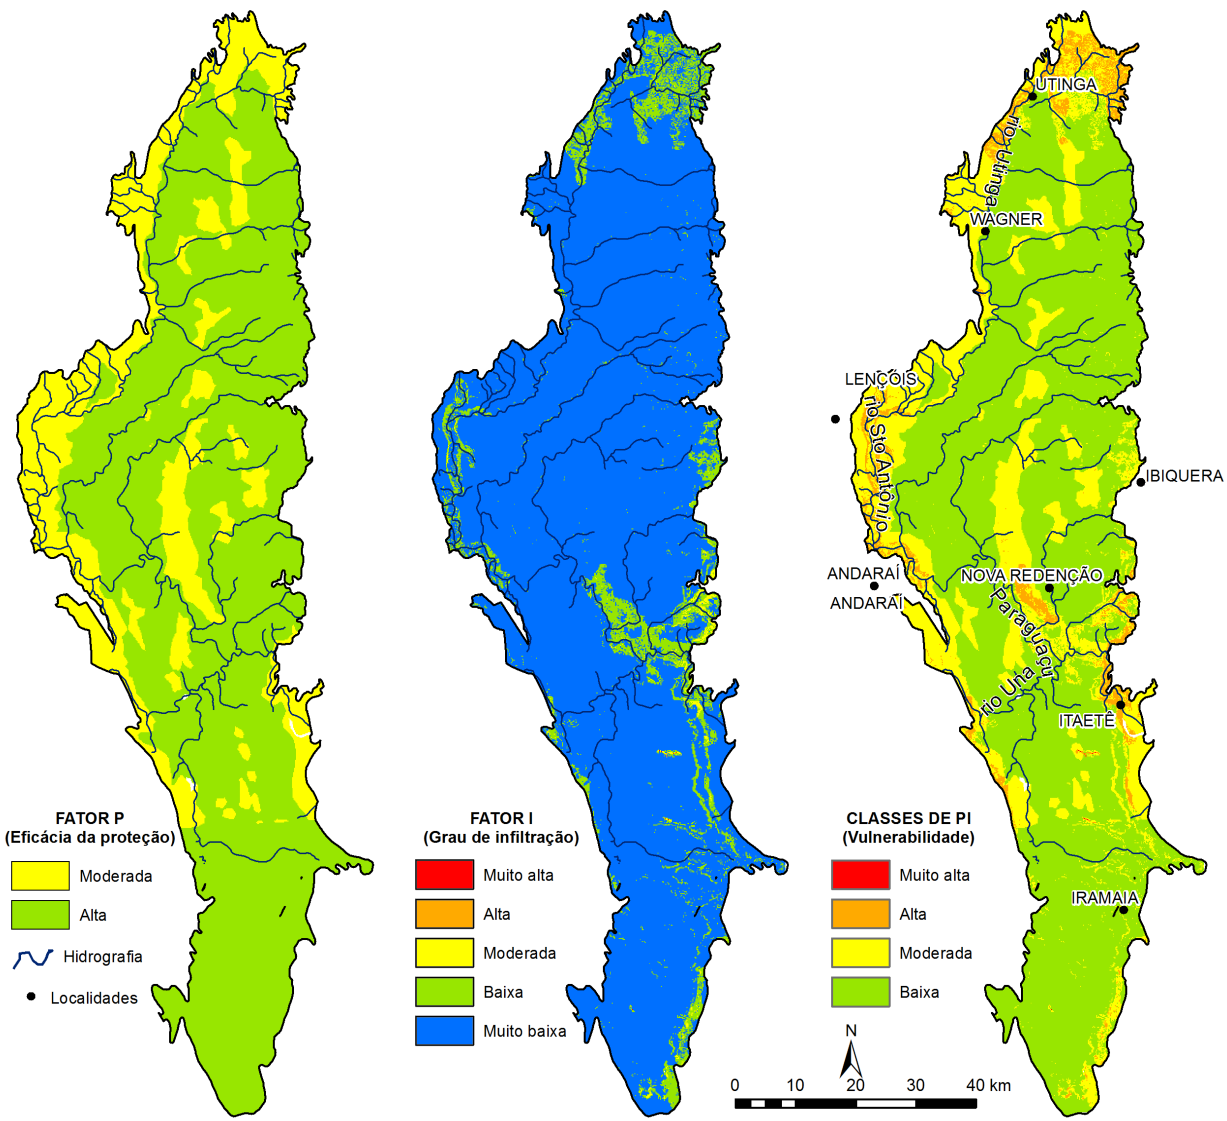 UTINGA
rio Utinga
WAGNER
LENÇÓIS
rio Sto Antônio
IBIQUERA
ANDARAÍ
NOVA REDENÇÃO
ANDARAÍ
Paraguaçu
rio Una
ITAETÊ
IRAMAIA
FATOR P
(Eficácia da proteção)
Moderada
Alta
Hidrografia
Localidades
FATOR I
(Grau de infiltração)
Muito alta
Alta
Moderada
Baixa
Muito baixa
CLASSES DE PI
(Vulnerabilidade)
Muito alta
Alta
Moderada
Baixa
N
0 10 20 30 40 km